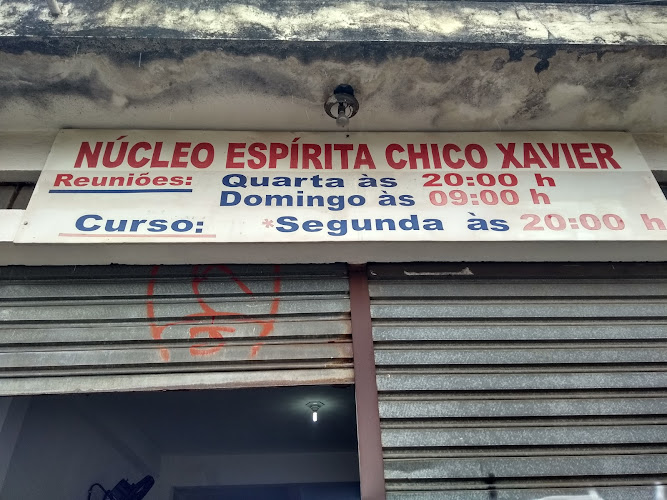 NÚCLEO ESPÍRITA CHICO XAVIER
Reuniões: Quarta às 20:00 h
Domingo às 09:00 h
Curso: *Segunda às 20:00 h